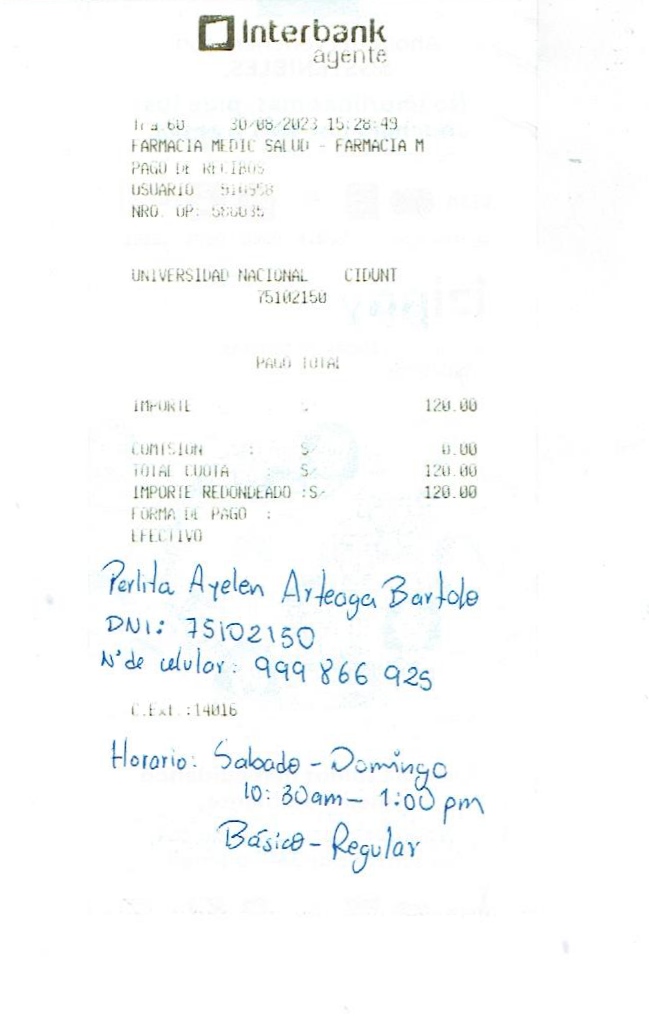 Interbank
agente
Tra.60 30/08/2023 15:28:49
FARMACIA MEDIC SALUD - FARMACIA M
PAGO DE RECIBOS
USUARIO 910958
NRO. OP:
UNIVERSIDAD NACIONAL CIDUNT
75102150
PAGO TOTAL
IMPORTE S/ 120.00
COMISION : S/ 0.00
TOTAL CUOTA : S/ 120.00
IMPORTE REDONDEADO :S/ 120.00
FORMA DE PAGO :
EFECTIVO
Perlita Ayelen Arteaga Bartolo
DNI: 75102150
N° de celular: 999 866 925
C.Ext.:14016
Horario: Sabado - Domingo
10:30am - 1:00 pm
Básico - Regular